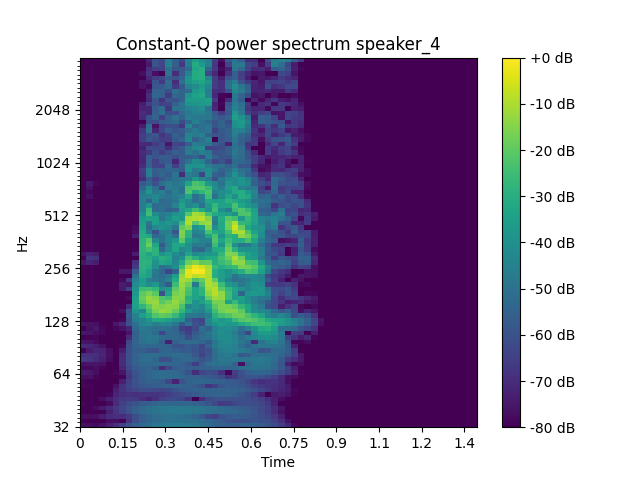 Constant-Q power spectrum speaker_4
Hz
2048
1024
512
256
128
64
32
0 0.15 0.3 0.45 0.6 0.75 0.9 1.1 1.2 1.4
Time
+0 dB
-10 dB
-20 dB
-30 dB
-40 dB
-50 dB
-60 dB
-70 dB
-80 dB